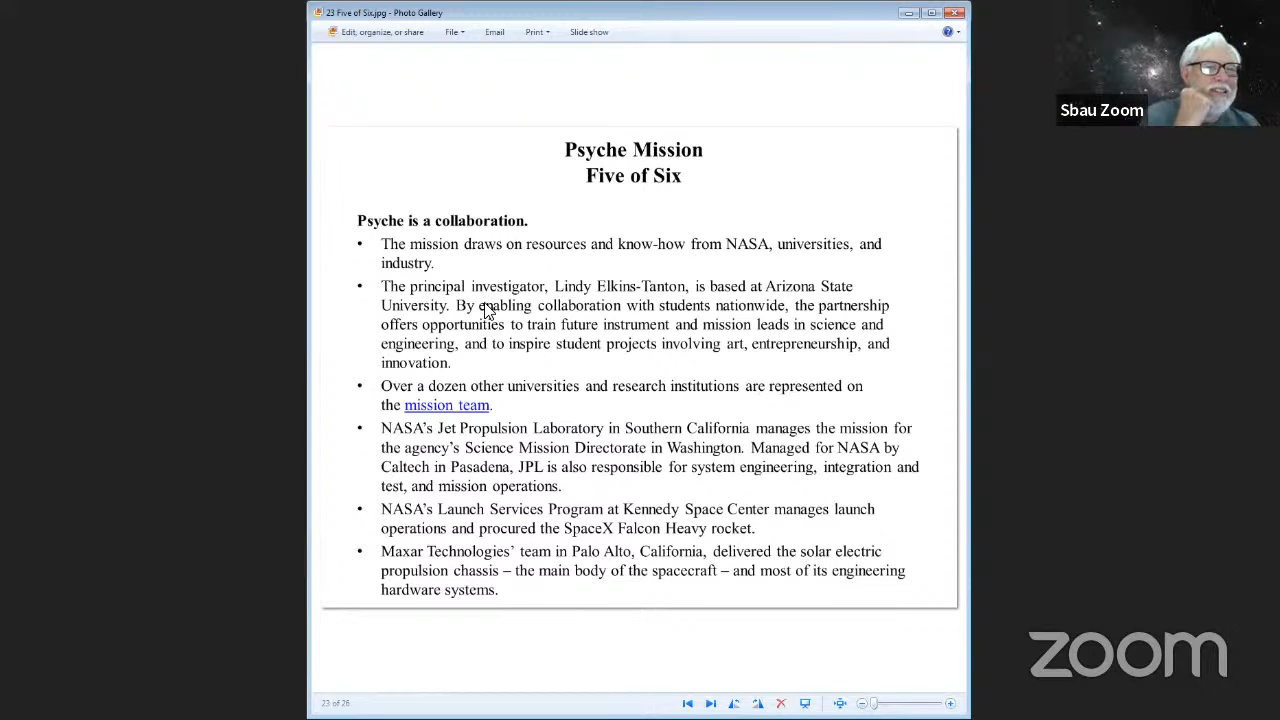 23 Five of Six.jpg - Photo Gallery
Edit, organize, or share File Email Print Slide show
Sbau Zoom
Psyche Mission
Five of Six
Psyche is a collaboration.
• The mission draws on resources and know-how from NASA, universities, and
industry.
• The principal investigator, Lindy Elkins-Tanton, is based at Arizona State
University. By enabling collaboration with students nationwide, the partnership
offers opportunities to train future instrument and mission leads in science and
engineering, and to inspire student projects involving art, entrepreneurship, and
innovation.
• Over a dozen other universities and research institutions are represented on
the mission team.
• NASA’s Jet Propulsion Laboratory in Southern California manages the mission for
the agency’s Science Mission Directorate in Washington. Managed for NASA by
Caltech in Pasadena, JPL is also responsible for system engineering, integration and
test, and mission operations.
• NASA’s Launch Services Program at Kennedy Space Center manages launch
operations and procured the SpaceX Falcon Heavy rocket.
• Maxar Technologies’ team in Palo Alto, California, delivered the solar electric
propulsion chassis – the main body of the spacecraft – and most of its engineering
hardware systems.
zoom
23 of 26